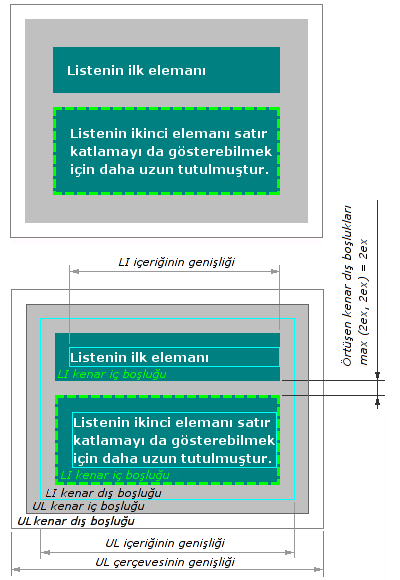 Listenin ilk elemanı
Listenin ikinci elemanı satır
katlamayı da gösterebilmek
için daha uzun tutulmuştur.
LI içeriğinin genişliği
Örtüşen kenar dış boşlukları
max (2ex, 2ex) = 2ex
Listenin ilk elemanı
LI kenar iç boşluğu
Listenin ikinci elemanı satır
katlamayı da gösterebilmek
için daha uzun tutulmuştur.
LI kenar iç boşluğu
LI kenar dış boşluğu
UL kenar iç boşluğu
UL kenar dış boşluğu
UL içeriğinin genişliği
UL çerçevesinin genişliği